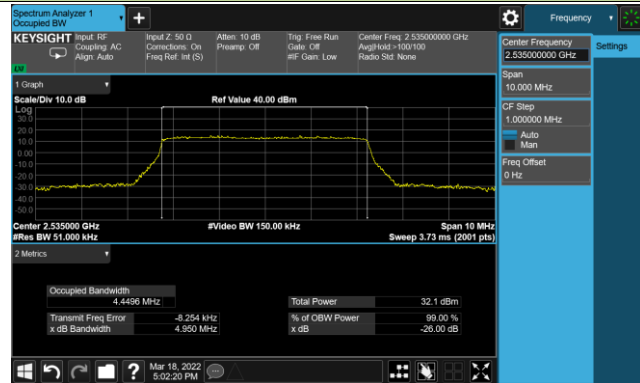 Spectrum Analyzer 1
Occupied BW
Frequency
KEYSIGHT
Input: RF
Coupling: AC
Align: Auto
Input Z: 50 Ω
Corrections: On
Freq Ref: Int (S)
Atten: 10 dB
Preamp: Off
Trig: Free Run
Gate: Off
#IF Gain: Low
Center Freq: 2.535000000 GHz
Avg|Hold:>100/100
Radio Std: None
Center Frequency
2.535000000 GHz
Settings
Span
10.000 MHz
CF Step
1.000000 MHz
Auto
Man
Freq Offset
0 Hz
1 Graph
Scale/Div 10.0 dB
Ref Value 40.00 dBm
Log
30.0
20.0
10.0
0.00
-10.0
-20.0
-30.0
-40.0
-50.0
Center 2.535000 GHz
#Video BW 150.00 kHz
Span 10 MHz
#Res BW 51.000 kHz
Sweep 3.73 ms (2001 pts)
2 Metrics
Occupied Bandwidth
4.4496 MHz
Total Power
32.1 dBm
Transmit Freq Error
-8.254 kHz
% of OBW Power
99.00 %
x dB Bandwidth
4.950 MHz
x dB
-26.00 dB
Mar 18, 2022
5:02:20 PM